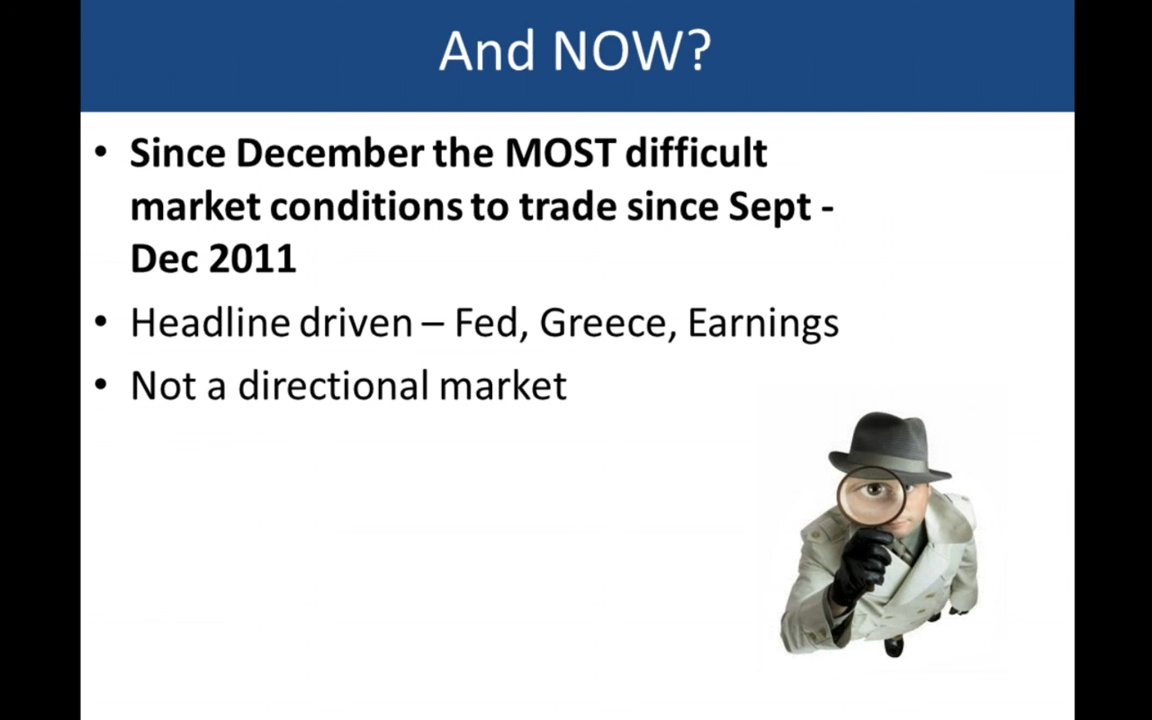 And NOW?
• Since December the MOST difficult
market conditions to trade since Sept -
Dec 2011
• Headline driven – Fed, Greece, Earnings
• Not a directional market